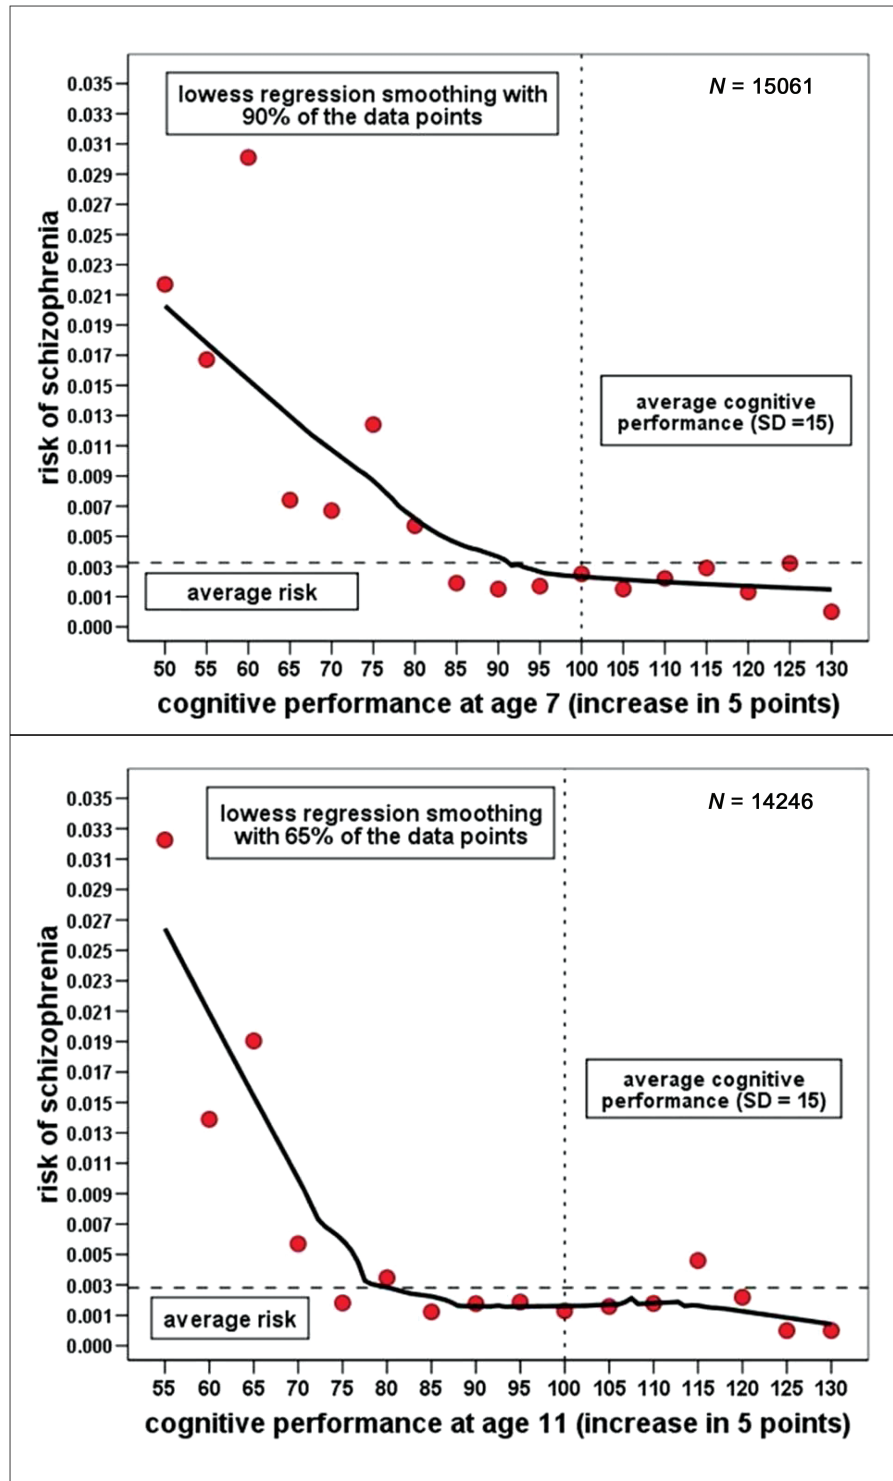 lowess regression smoothing with
90% of the data points
N = 15061
risk of schizophrenia
0.035
0.033
0.031
0.029
0.027
0.025
0.023
0.021
0.019
0.017
0.015
0.013
0.011
0.009
0.007
0.005
0.003
0.001
0.000
average cognitive
performance (SD =15)
average risk
50 55 60 65 70 75 80 85 90 95 100 105 110 115 120 125 130
cognitive performance at age 7 (increase in 5 points)
lowess regression smoothing
with 65% of the data points
N = 14246
risk of schizophrenia
0.035
0.033
0.031
0.029
0.027
0.025
0.023
0.021
0.019
0.017
0.015
0.013
0.011
0.009
0.007
0.005
0.003
0.001
0.000
average cognitive
performance (SD = 15)
average risk
55 60 65 70 75 80 85 90 95 100 105 110 115 120 125 130
cognitive performance at age 11 (increase in 5 points)